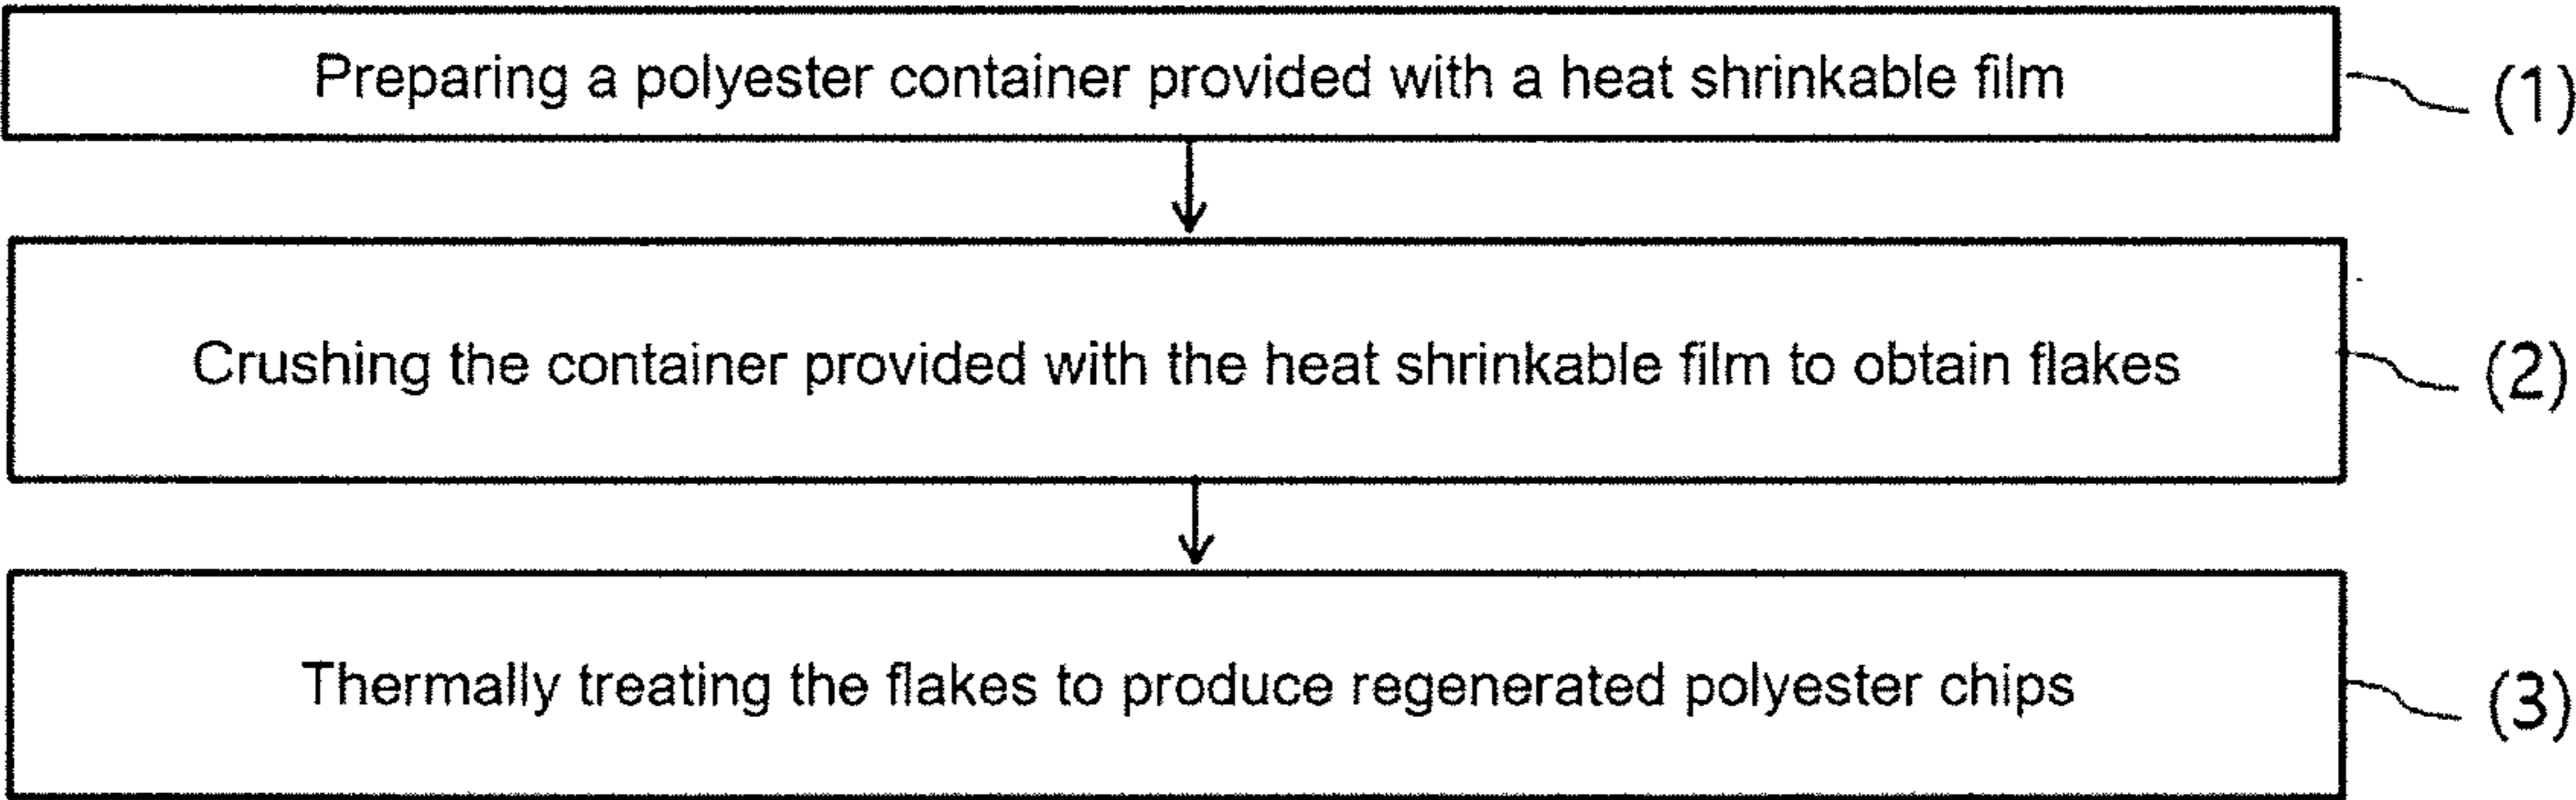 Preparing a polyester container provided with a heat shrinkable film
(1)
Crushing the container provided with the heat shrinkable film to obtain flakes
(2)
Thermally treating the flakes to produce regenerated polyester chips
(3)